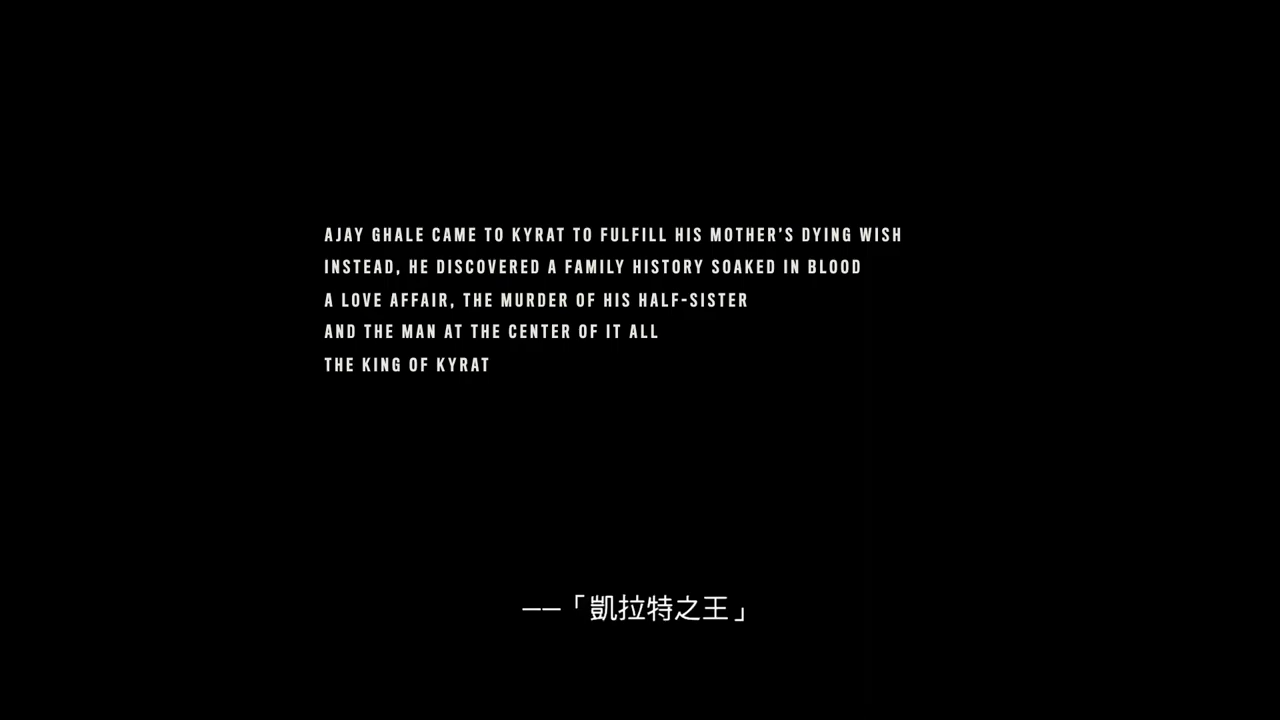 AJAY GHALE CAME TO KYRAT TO FULFILL HIS MOTHER'S DYING WISH
INSTEAD, HE DISCOVERED A FAMILY HISTORY SOAKED IN BLOOD
A LOVE AFFAIR, THE MURDER OF HIS HALF-SISTER
AND THE MAN AT THE CENTER OF IT ALL
THE KING OF KYRAT
——「凱拉特之王」